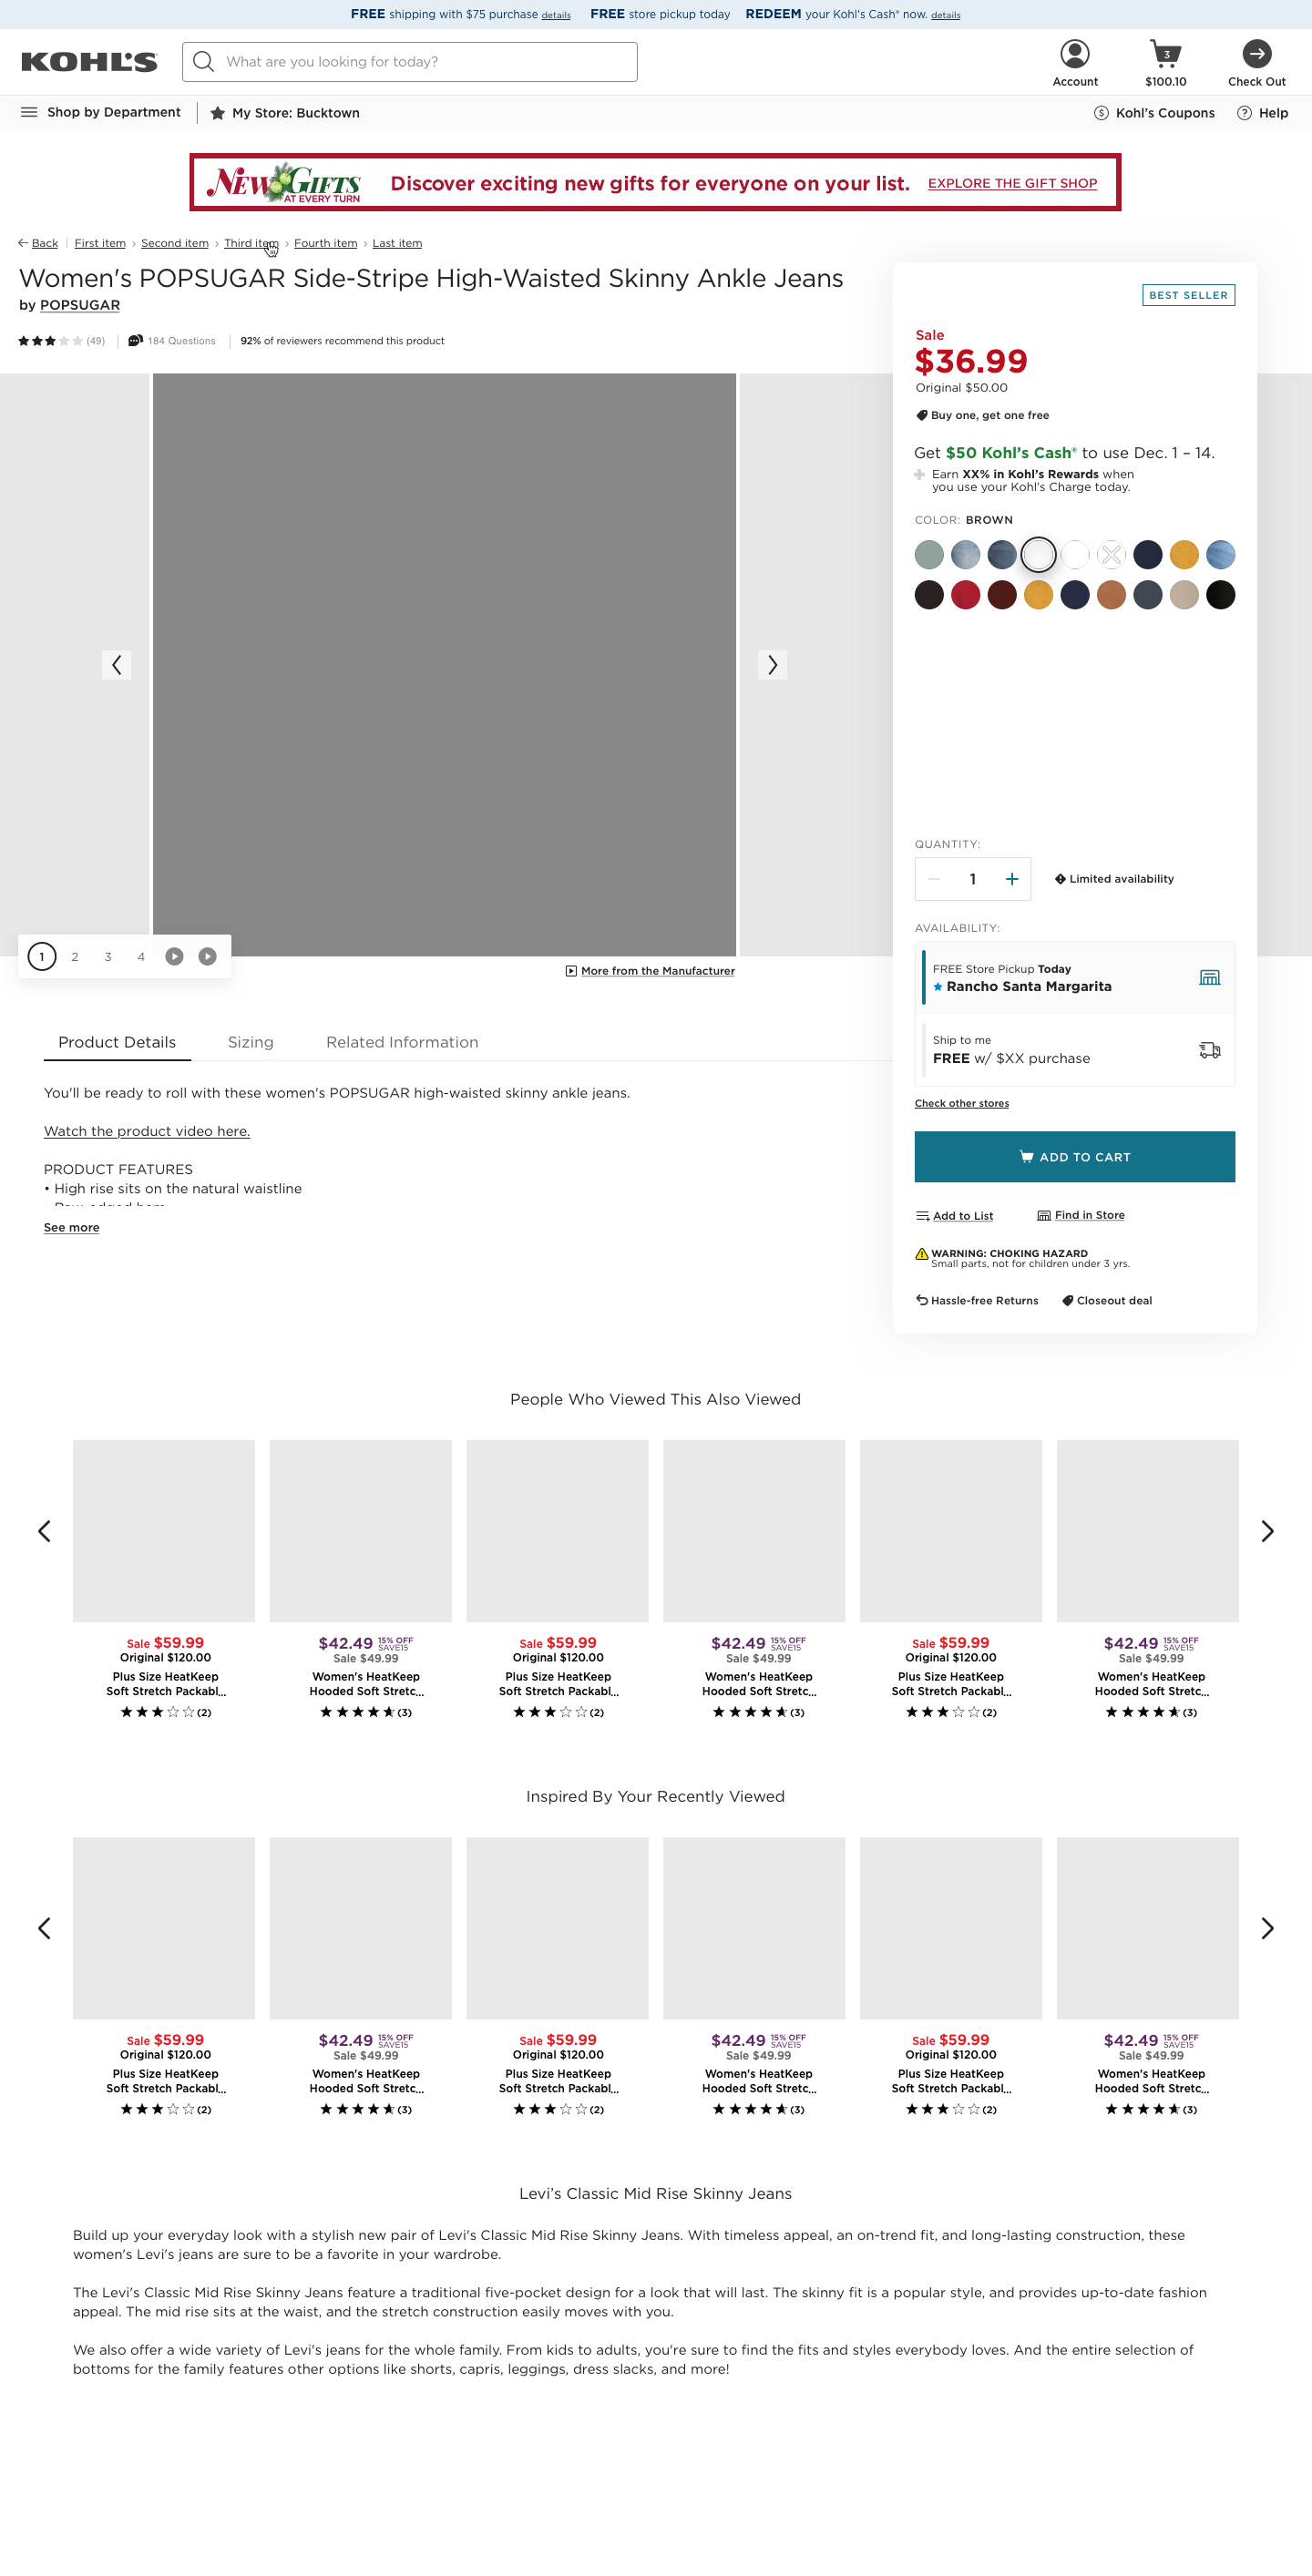 FREE shipping with $75 purchase details FREE store pickup today REDEEM your Kohl's Cash® now. details
KOHL'S
What are you looking for today?
3
Account
$100.10
Check Out
Shop by Department
My Store: Bucktown
Kohl's Coupons
Help
New Gifts
AT EVERY TURN
Discover exciting new gifts for everyone on your list.
EXPLORE THE GIFT SHOP
Back | First item › Second item › Third item › Fourth item › Last item
Women's POPSUGAR Side-Stripe High-Waisted Skinny Ankle Jeans
by POPSUGAR
(49)
184 Questions
92% of reviewers recommend this product
BEST SELLER
Sale
$36.99
Original $50.00
Buy one, get one free
Get $50 Kohl's Cash® to use Dec. 1 – 14.
Earn XX% in Kohl's Rewards when
you use your Kohl's Charge today.
COLOR: BROWN
QUANTITY:
1
Limited availability
AVAILABILITY:
FREE Store Pickup Today
Rancho Santa Margarita
Ship to me
FREE w/ $XX purchase
Check other stores
ADD TO CART
Add to List
Find in Store
WARNING: CHOKING HAZARD
Small parts, not for children under 3 yrs.
Hassle-free Returns
Closeout deal
1 2 3 4
More from the Manufacturer
Product Details
Sizing
Related Information
You'll be ready to roll with these women's POPSUGAR high-waisted skinny ankle jeans.
Watch the product video here.
PRODUCT FEATURES
• High rise sits on the natural waistline
See more
People Who Viewed This Also Viewed
Sale $59.99
Original $120.00
Plus Size HeatKeep
Soft Stretch Packabl...
(2)
$42.49 15% OFF
SAVE15
Sale $49.99
Women's HeatKeep
Hooded Soft Stretc...
(3)
Sale $59.99
Original $120.00
Plus Size HeatKeep
Soft Stretch Packabl...
(2)
$42.49 15% OFF
SAVE15
Sale $49.99
Women's HeatKeep
Hooded Soft Stretc...
(3)
Sale $59.99
Original $120.00
Plus Size HeatKeep
Soft Stretch Packabl...
(2)
$42.49 15% OFF
SAVE15
Sale $49.99
Women's HeatKeep
Hooded Soft Stretc...
(3)
Inspired By Your Recently Viewed
Sale $59.99
Original $120.00
Plus Size HeatKeep
Soft Stretch Packabl...
(2)
$42.49 15% OFF
SAVE15
Sale $49.99
Women's HeatKeep
Hooded Soft Stretc...
(3)
Sale $59.99
Original $120.00
Plus Size HeatKeep
Soft Stretch Packabl...
(2)
$42.49 15% OFF
SAVE15
Sale $49.99
Women's HeatKeep
Hooded Soft Stretc...
(3)
Sale $59.99
Original $120.00
Plus Size HeatKeep
Soft Stretch Packabl...
(2)
$42.49 15% OFF
SAVE15
Sale $49.99
Women's HeatKeep
Hooded Soft Stretc...
(3)
Levi's Classic Mid Rise Skinny Jeans
Build up your everyday look with a stylish new pair of Levi's Classic Mid Rise Skinny Jeans. With timeless appeal, an on-trend fit, and long-lasting construction, these
women's Levi's jeans are sure to be a favorite in your wardrobe.
The Levi's Classic Mid Rise Skinny Jeans feature a traditional five-pocket design for a look that will last. The skinny fit is a popular style, and provides up-to-date fashion
appeal. The mid rise sits at the waist, and the stretch construction easily moves with you.
We also offer a wide variety of Levi's jeans for the whole family. From kids to adults, you're sure to find the fits and styles everybody loves. And the entire selection of
bottoms for the family features other options like shorts, capris, leggings, dress slacks, and more!